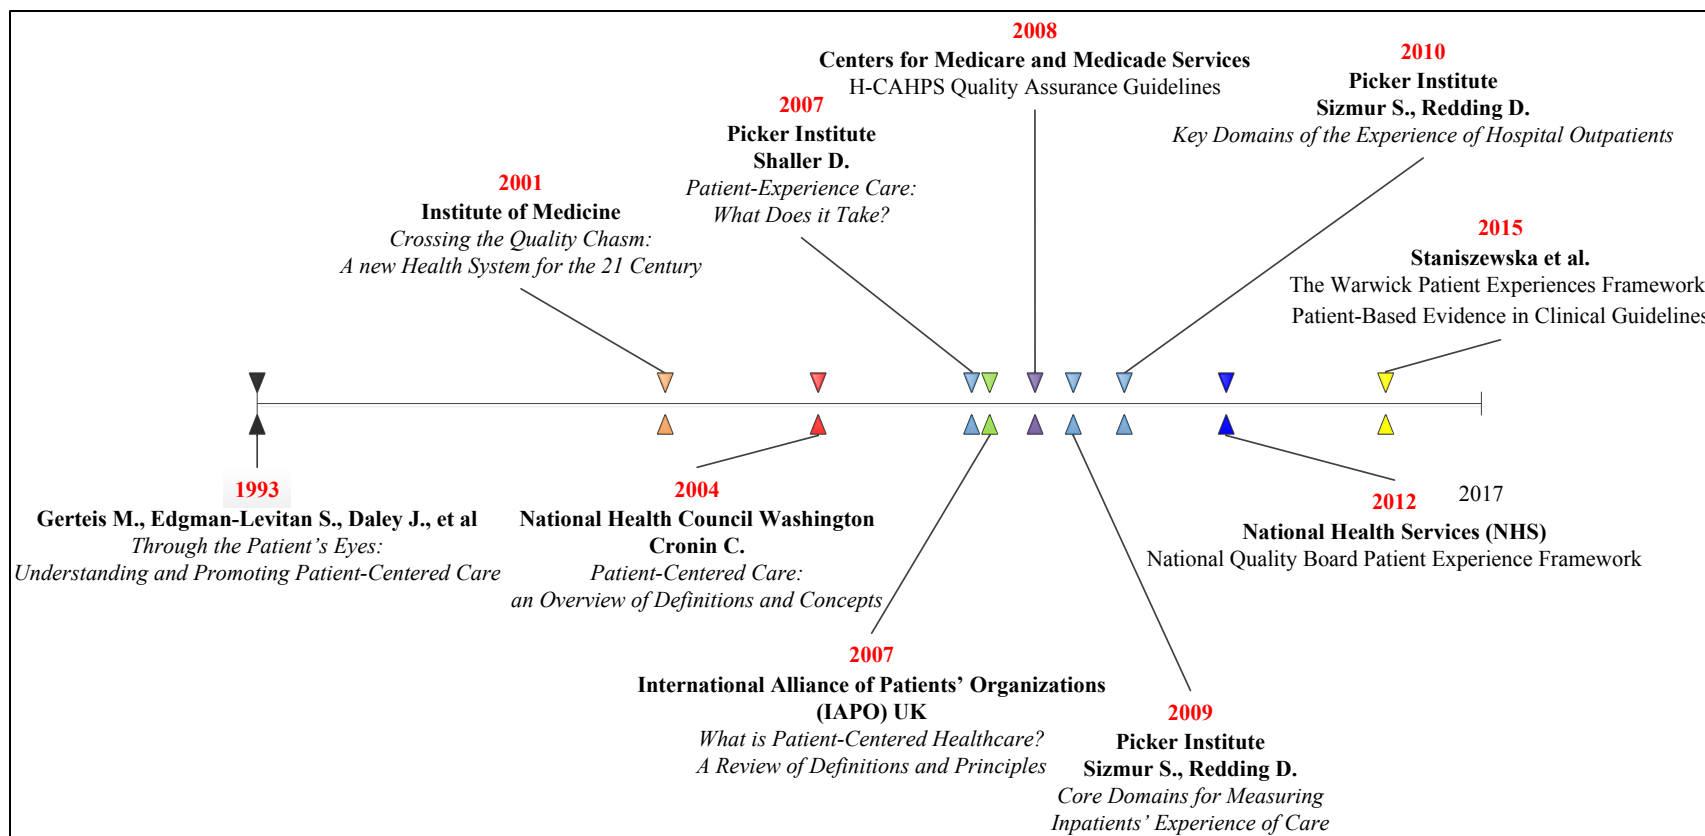 2008
Centers for Medicare and Medicade Services
H-CAHPS Quality Assurance Guidelines
2010
Picker Institute
Sizmur S., Redding D.
Key Domains of the Experience of Hospital Outpatients
2007
Picker Institute
Shaller D.
Patient-Experience Care:
What Does it Take?
2001
Institute of Medicine
Crossing the Quality Chasm:
A new Health System for the 21 Century
2015
Staniszewska et al.
The Warwick Patient Experiences Framework
Patient-Based Evidence in Clinical Guidelines
1993
Gerteis M., Edgman-Levitan S., Daley J., et al
Through the Patient’s Eyes:
Understanding and Promoting Patient-Centered Care
2004
National Health Council Washington
Cronin C.
Patient-Centered Care:
an Overview of Definitions and Concepts
2012
National Health Services (NHS)
National Quality Board Patient Experience Framework
2017
2007
International Alliance of Patients’ Organizations
(IAPO) UK
What is Patient-Centered Healthcare?
A Review of Definitions and Principles
2009
Picker Institute
Sizmur S., Redding D.
Core Domains for Measuring
Inpatients’ Experience of Care